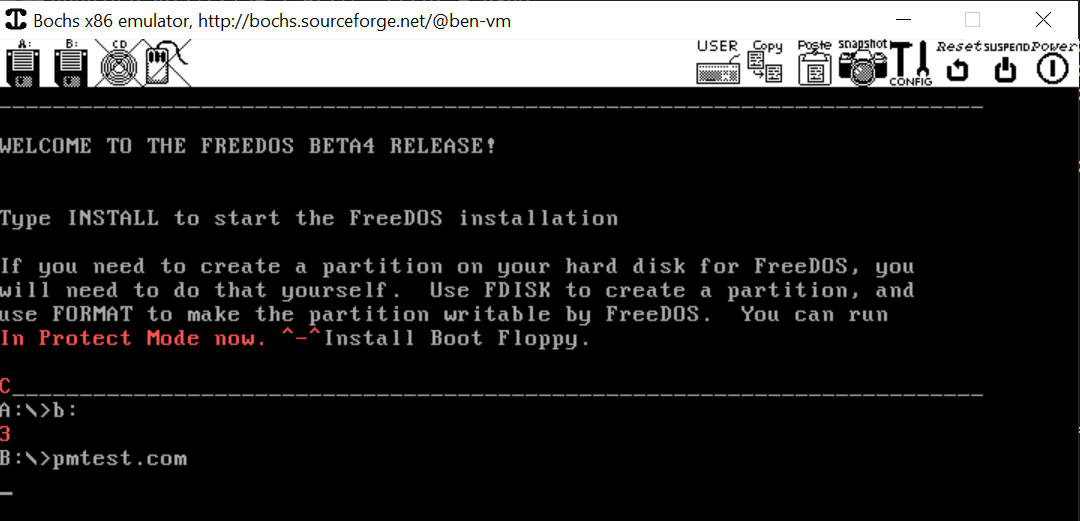 Bochs x86 emulator, http://bochs.sourceforge.net/@ben-vm
A: B: CD USER Copy Paste snapshot CONFIG Reset SUSPEND Power
WELCOME TO THE FREEDOS BETA4 RELEASE!
Type INSTALL to start the FreeDOS installation
If you need to create a partition on your hard disk for FreeDOS, you
will need to do that yourself.  Use FDISK to create a partition, and
use FORMAT to make the partition writable by FreeDOS.  You can run
In Protect Mode now. ^-^Install Boot Floppy.
C
A:\>b:
3
B:\>pmtest.com